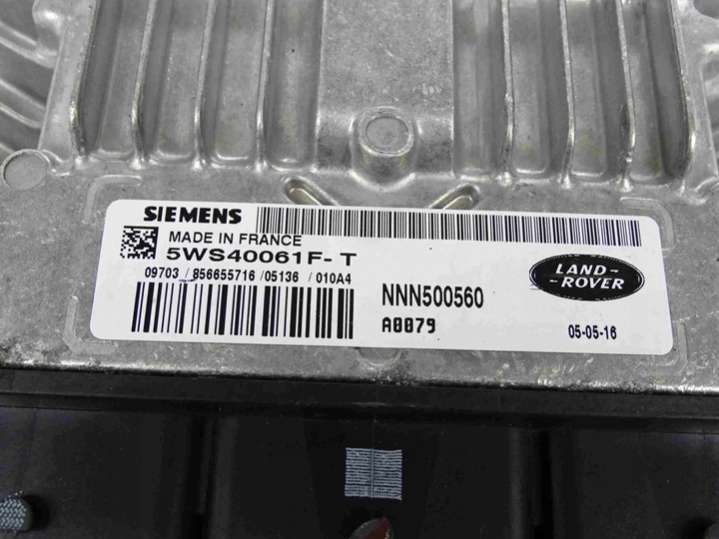 SIEMENS
MADE IN FRANCE
5WS40061F-T
09703 / 856655716 / 05136 / 010A4
NNN500560
A0079
LAND-
-ROVER
05-05-16